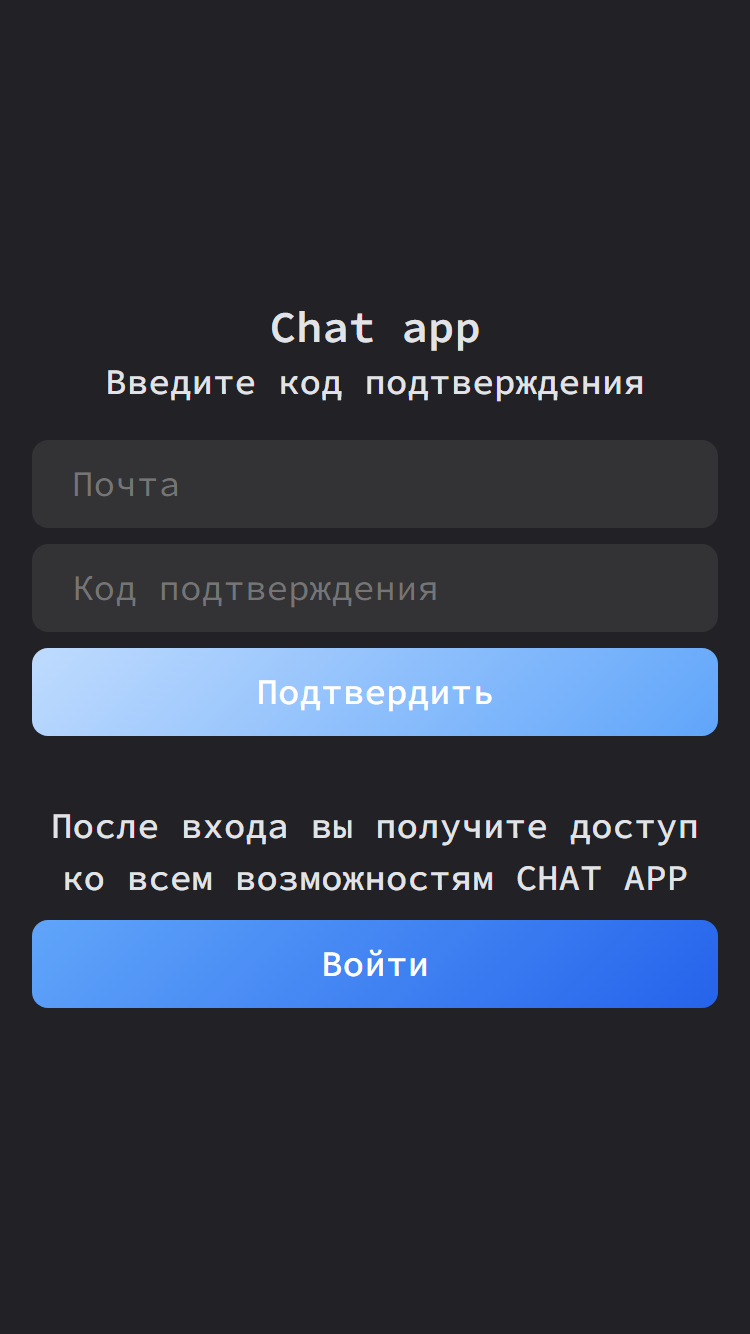 Chat app
Введите код подтверждения
Почта
Код подтверждения
Подтвердить
После входа вы получите доступ
ко всем возможностям CHAT APP
Войти